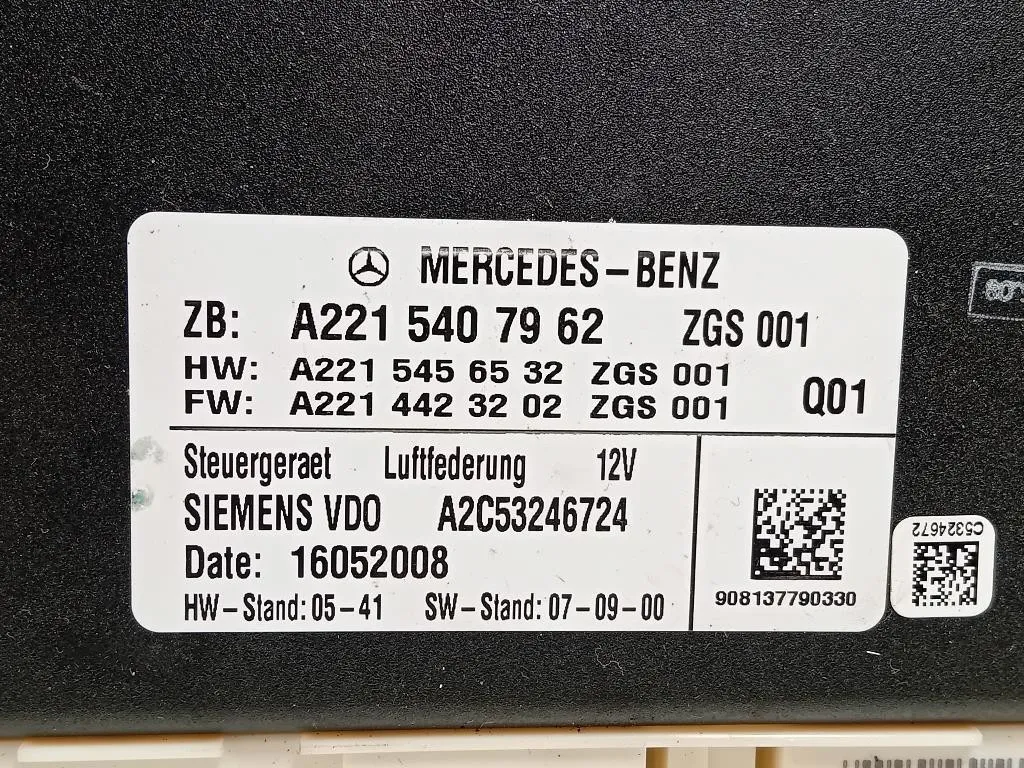 MERCEDES-BENZ
ZB: A221 540 79 62 ZGS 001
HW: A221 545 65 32 ZGS 001
FW: A221 442 32 02 ZGS 001 Q01
Steuergeraet Luftfederung 12V
SIEMENS VDO A2C53246724
Date: 16052008
HW-Stand: 05-41 SW-Stand: 07-09-00
908137790330
C5324672